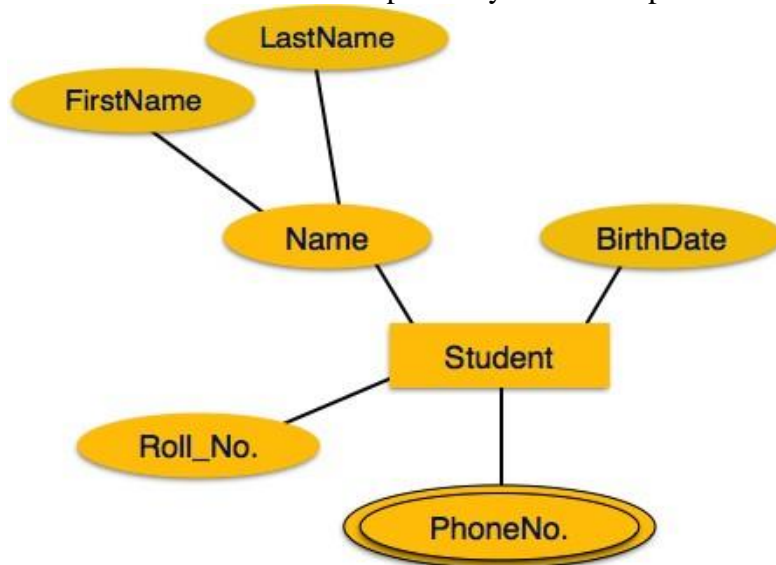 LastName
FirstName
Name
BirthDate
Student
Roll_No.
PhoneNo.